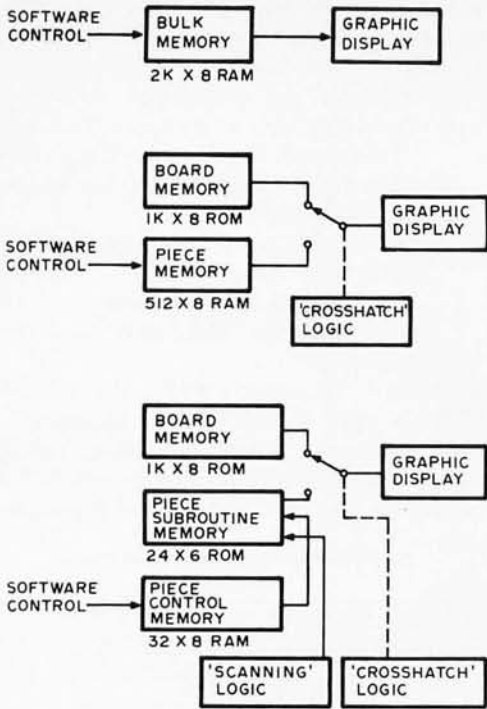 SOFTWARE
CONTROL
BULK
MEMORY
2K X 8 RAM
GRAPHIC
DISPLAY
BOARD
MEMORY
1K X 8 ROM
SOFTWARE
CONTROL
PIECE
MEMORY
512 X 8 RAM
GRAPHIC
DISPLAY
'CROSSHATCH'
LOGIC
BOARD
MEMORY
1K X 8 ROM
GRAPHIC
DISPLAY
PIECE
SUBROUTINE
MEMORY
24 X 6 ROM
SOFTWARE
CONTROL
PIECE
CONTROL
MEMORY
32 X 8 RAM
'SCANNING'
LOGIC
'CROSSHATCH'
LOGIC